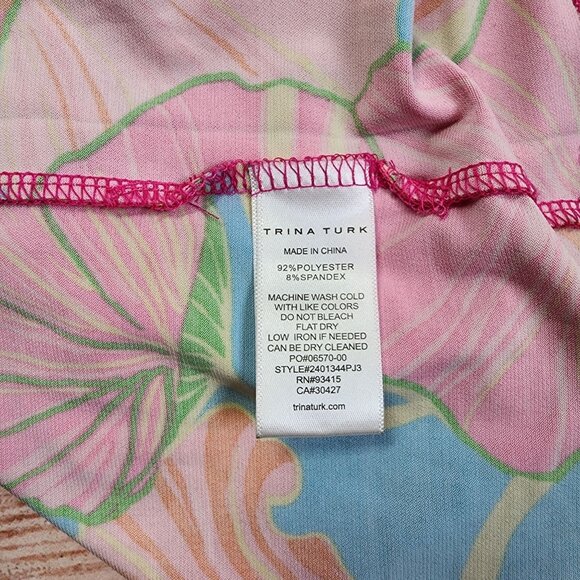 TRINA TURK
MADE IN CHINA
92%POLYESTER
8%SPANDEX
MACHINE WASH COLD
WITH LIKE COLORS
DO NOT BLEACH
FLAT DRY
LOW IRON IF NEEDED
CAN BE DRY CLEANED
PO#06570-00
STYLE#2401344PJ3
RN#93415
CA#30427
trinaturk.com